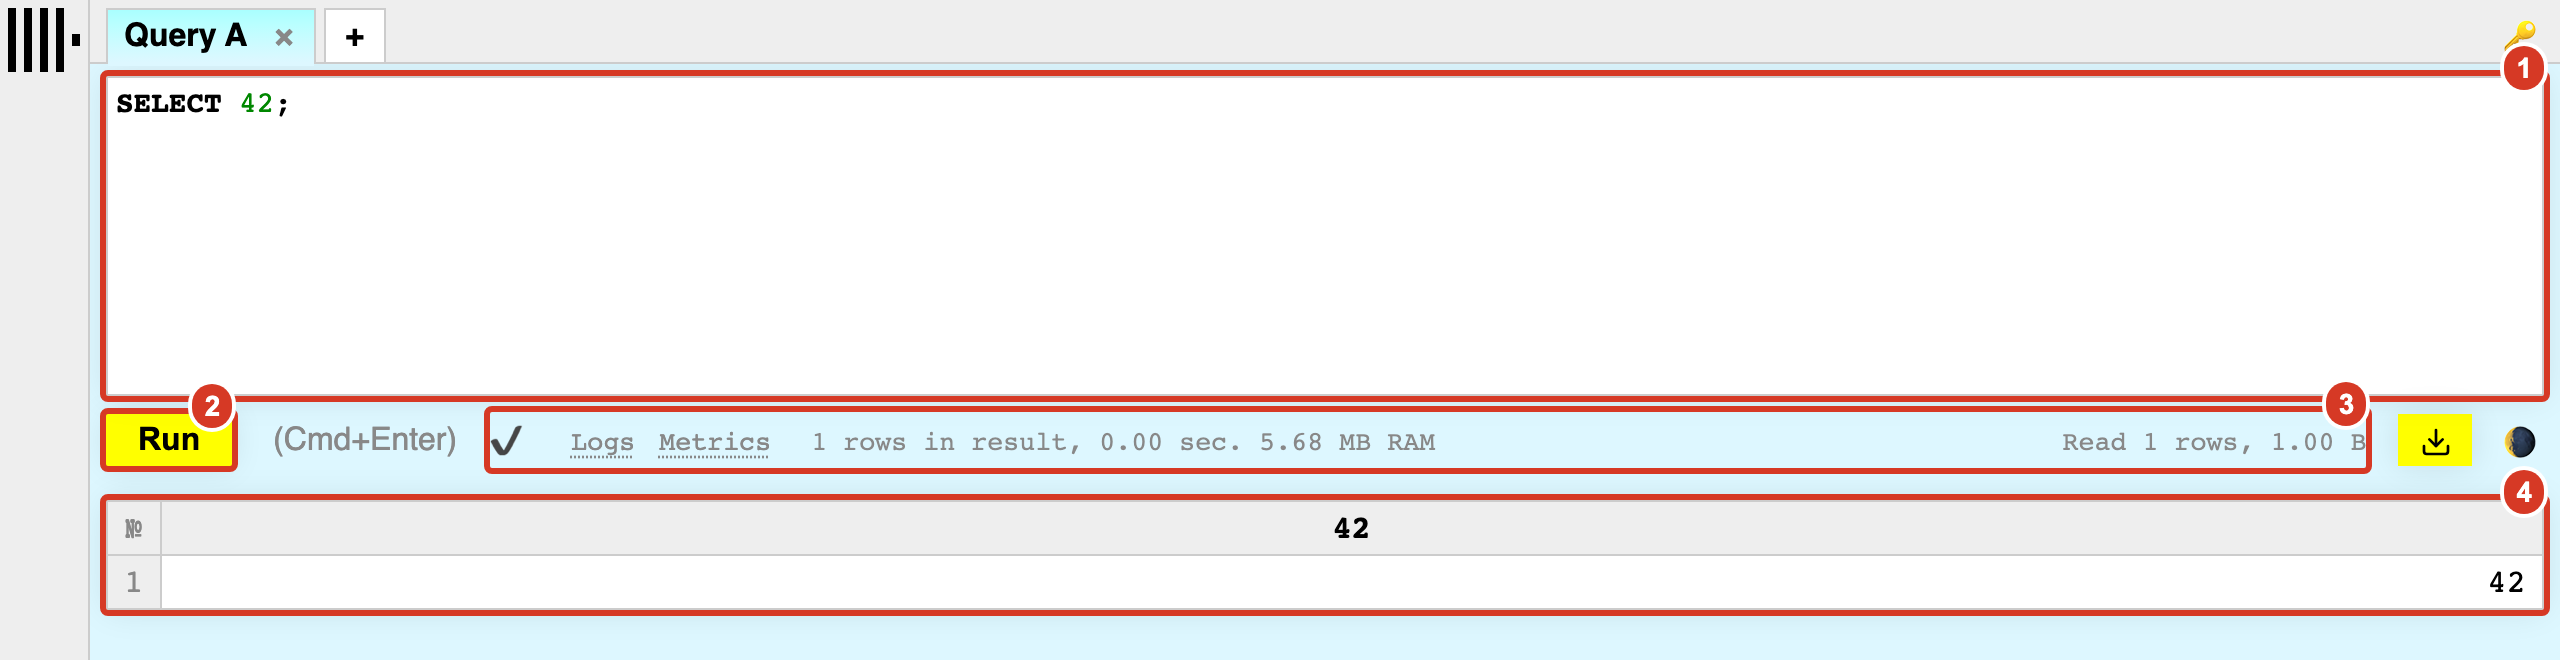 Query A × +
1
SELECT 42;
2
3
Run (Cmd+Enter) ✔ Logs Metrics 1 rows in result, 0.00 sec. 5.68 MB RAM Read 1 rows, 1.00 B
4
№ 42
1 42